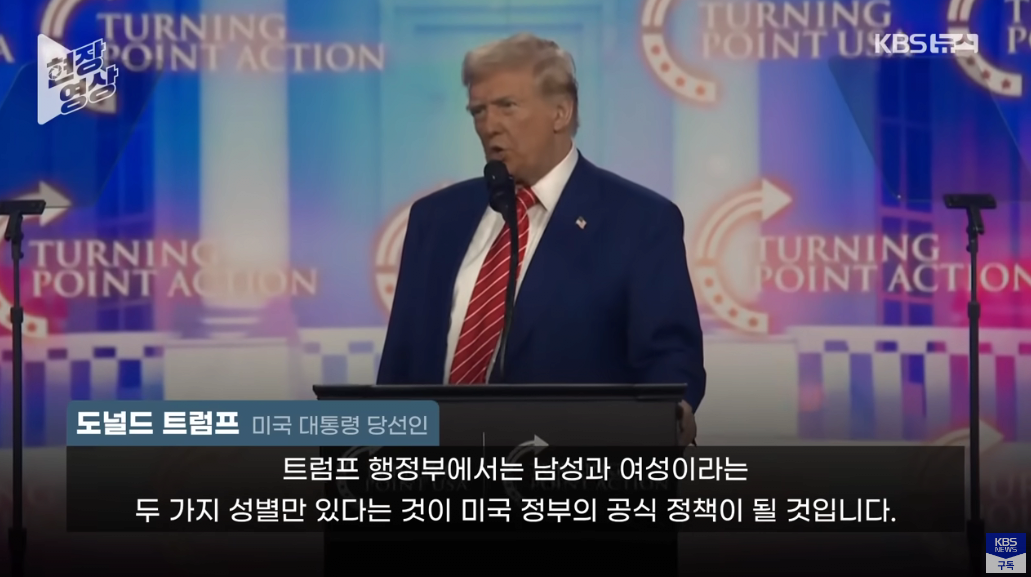 현장
영상
TURNING
POINT ACTION
TURNING
POINT USA
KBS뉴스
TURNING
POINT ACTION
TURNING
POINT ACTION
도널드 트럼프 미국 대통령 당선인
트럼프 행정부에서는 남성과 여성이라는
두 가지 성별만 있다는 것이 미국 정부의 공식 정책이 될 것입니다.
KBS
NEWS
구독